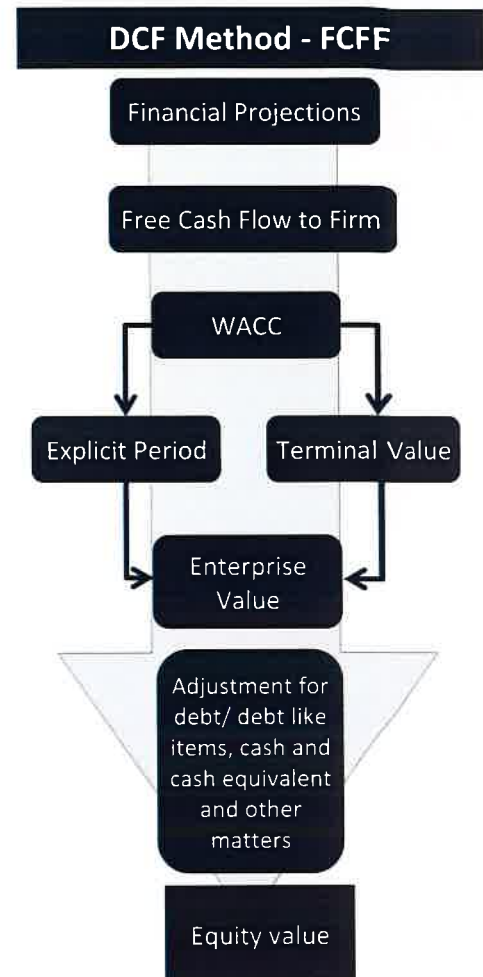 DCF Method - FCFF
Financial Projections
Free Cash Flow to Firm
WACC
Explicit Period
Terminal Value
Enterprise
Value
Adjustment for
debt/ debt like
items, cash and
cash equivalent
and other
matters
Equity value